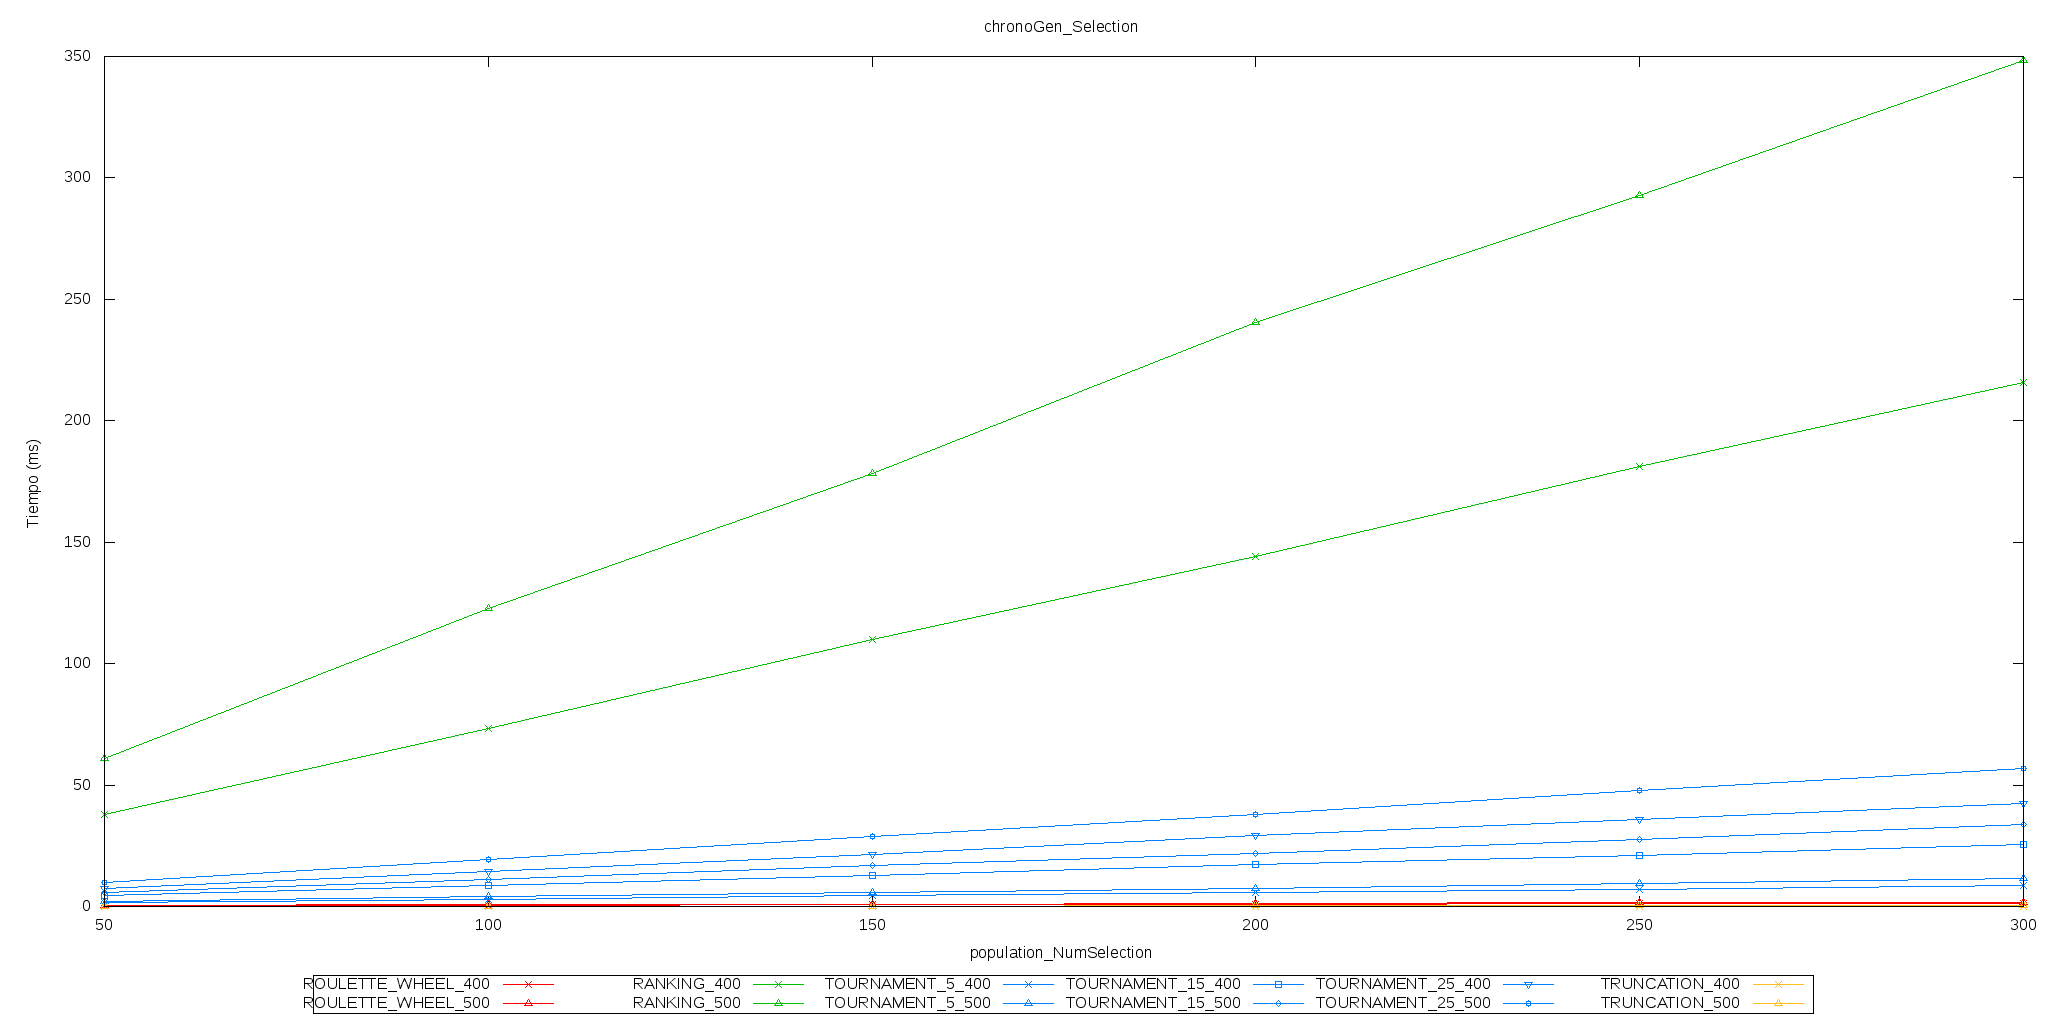 chronoGen_Selection
350
300
250
200
150
100
50
0
Tiempo (ms)
50 100 150 200 250 300
population_NumSelection
ROULETTE_WHEEL_400 RANKING_400 TOURNAMENT_5_400 TOURNAMENT_15_400 TOURNAMENT_25_400 TRUNCATION_400
ROULETTE_WHEEL_500 RANKING_500 TOURNAMENT_5_500 TOURNAMENT_15_500 TOURNAMENT_25_500 TRUNCATION_500